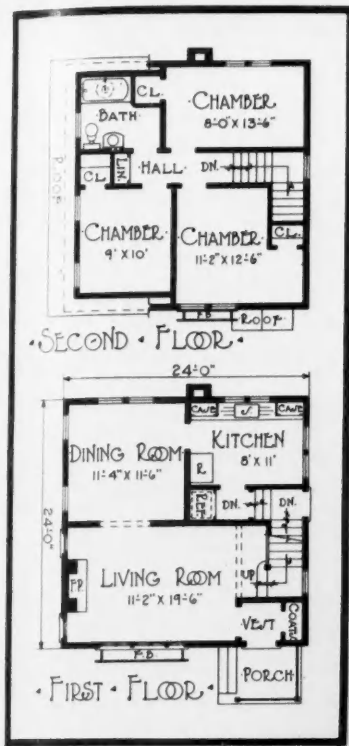 CHAMBER
8'-0" X 13'-6"
CL.
BATH
CL.
LIN.
HALL
DN.
ROOF
CHAMBER
9' X 10'
CHAMBER
11'-2" X 12'-6"
CL.
F.B.
ROOF
SECOND • FLOOR
24'-0"
24'-0"
DINING ROOM
11'-4" X 11'-6"
KITCHEN
8' X 11'
S
R.
REF.
DN.
DN.
LIVING ROOM
11'-2" X 19'-6"
F.P.
UP
VEST
COATS
F.B.
PORCH
FIRST • FLOOR